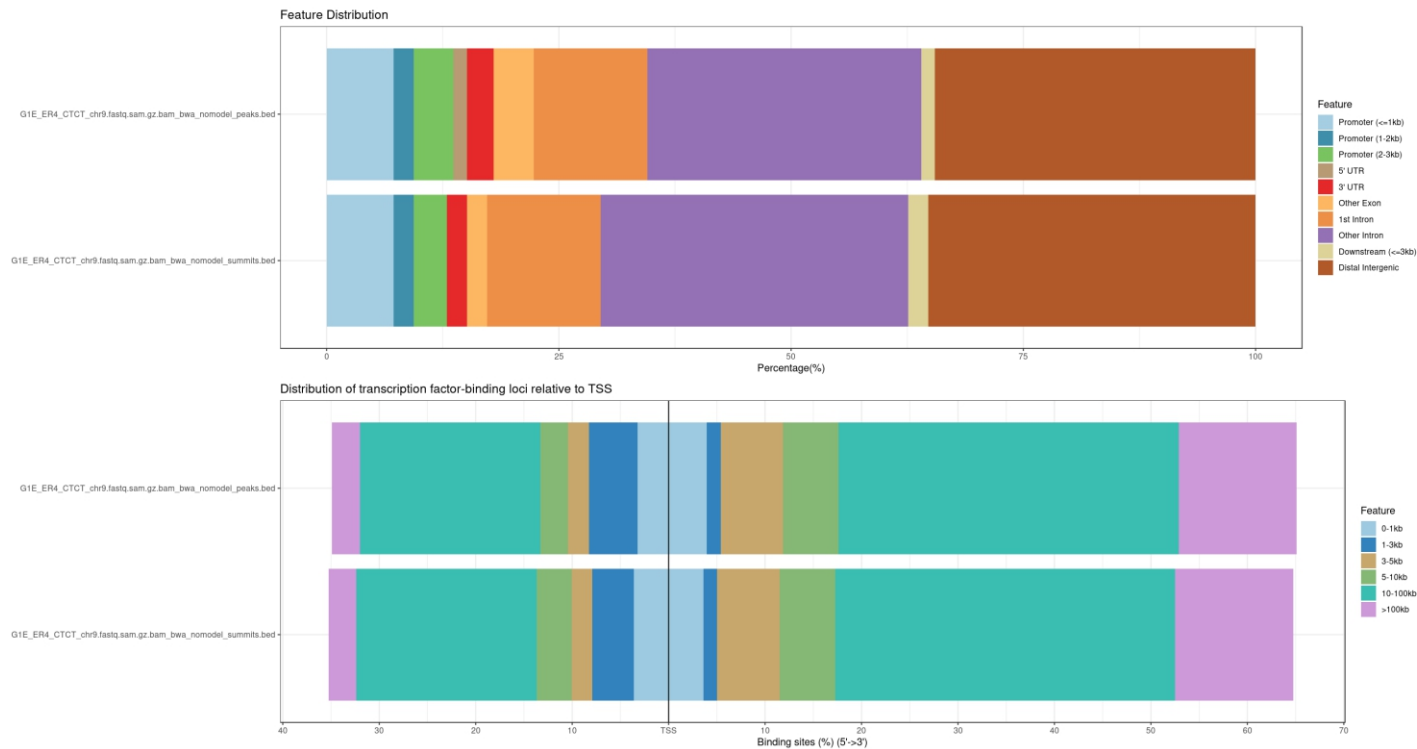 Feature Distribution
G1E_ER4_CTCT_chr9.fastq.sam.gz.bam_bwa_nomodel_peaks.bed
G1E_ER4_CTCT_chr9.fastq.sam.gz.bam_bwa_nomodel_summits.bed
0 25 50 75 100
Percentage(%)
Feature
Promoter (<=1kb)
Promoter (1-2kb)
Promoter (2-3kb)
5' UTR
3' UTR
Other Exon
1st Intron
Other Intron
Downstream (<=3kb)
Distal Intergenic
Distribution of transcription factor-binding loci relative to TSS
G1E_ER4_CTCT_chr9.fastq.sam.gz.bam_bwa_nomodel_peaks.bed
G1E_ER4_CTCT_chr9.fastq.sam.gz.bam_bwa_nomodel_summits.bed
40 30 20 10 TSS 10 20 30 40 50 60 70
Binding sites (%) (5'->3')
Feature
0-1kb
1-3kb
3-5kb
5-10kb
10-100kb
>100kb